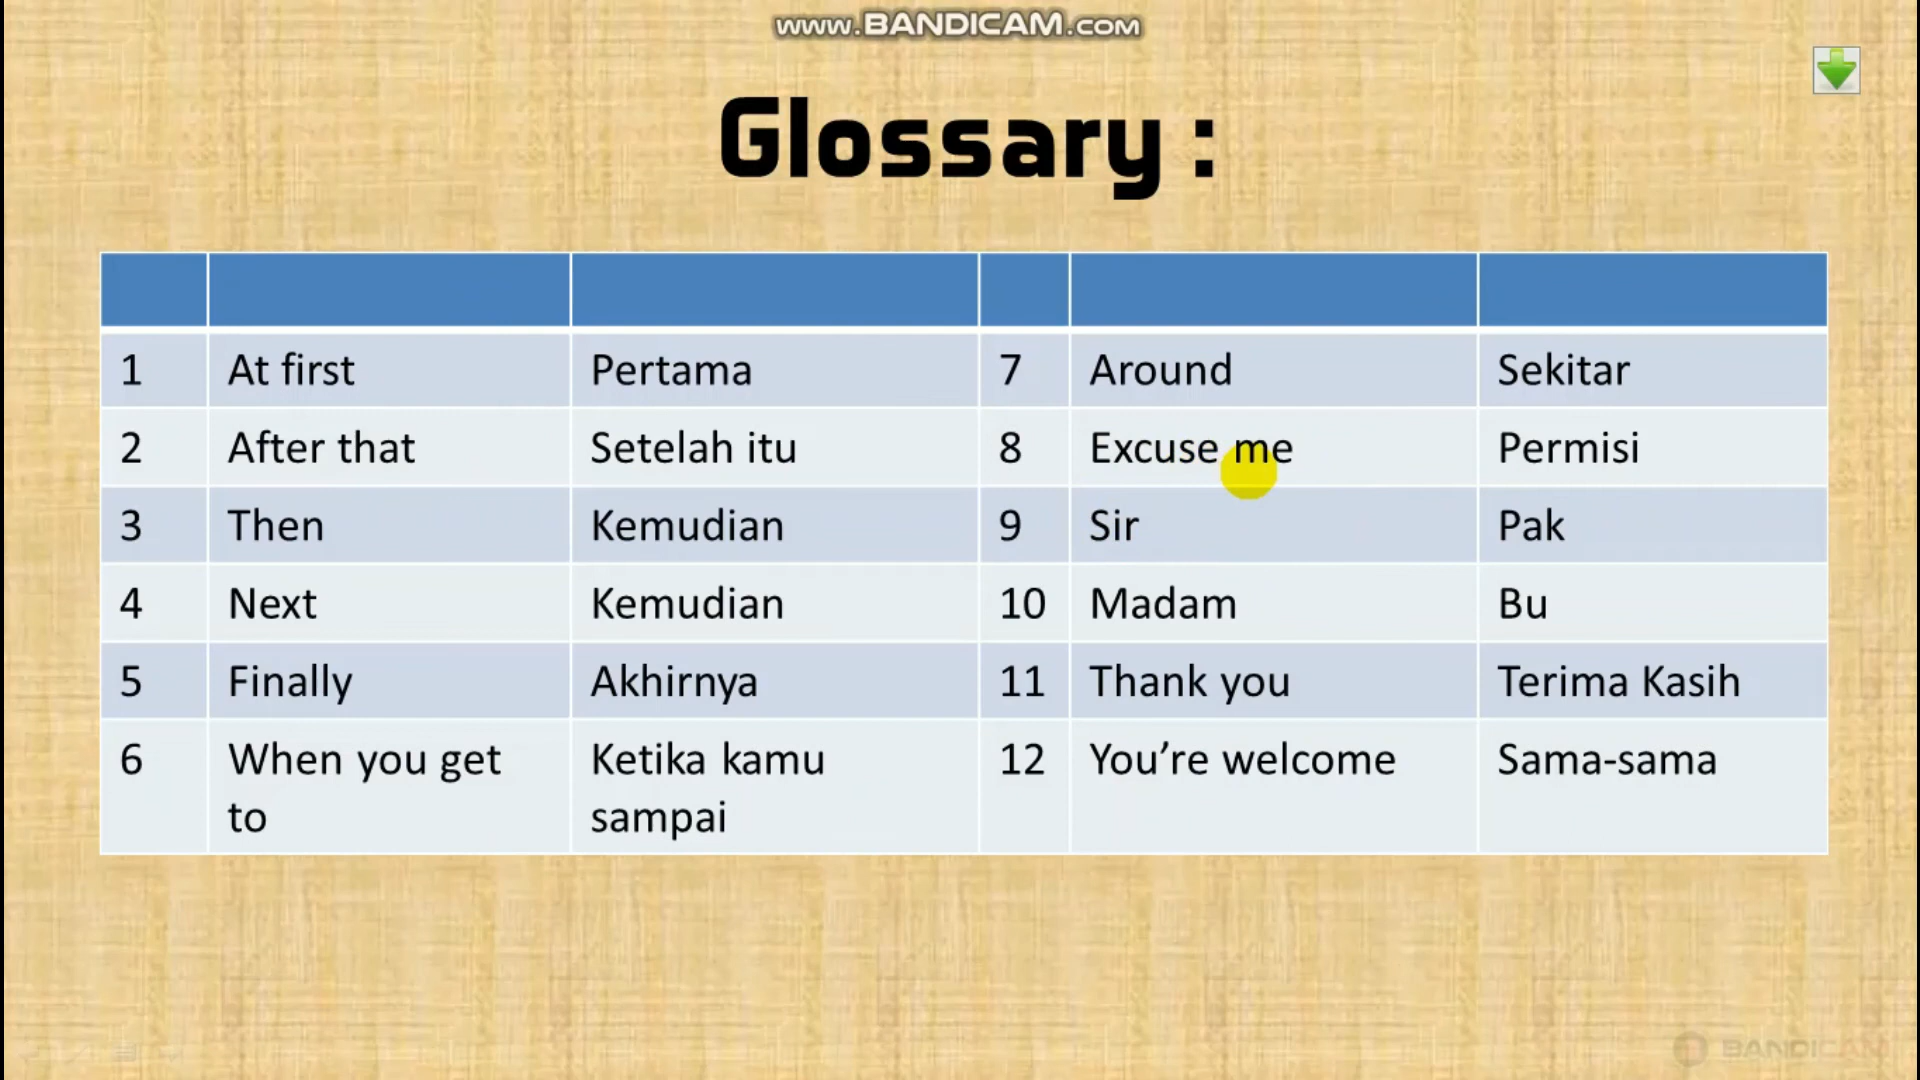 www.BANDICAM.com
Glossary :
1 At first Pertama 7 Around Sekitar
2 After that Setelah itu 8 Excuse me Permisi
3 Then Kemudian 9 Sir Pak
4 Next Kemudian 10 Madam Bu
5 Finally Akhirnya 11 Thank you Terima Kasih
6 When you get to Ketika kamu sampai 12 You’re welcome Sama-sama
BANDICAM